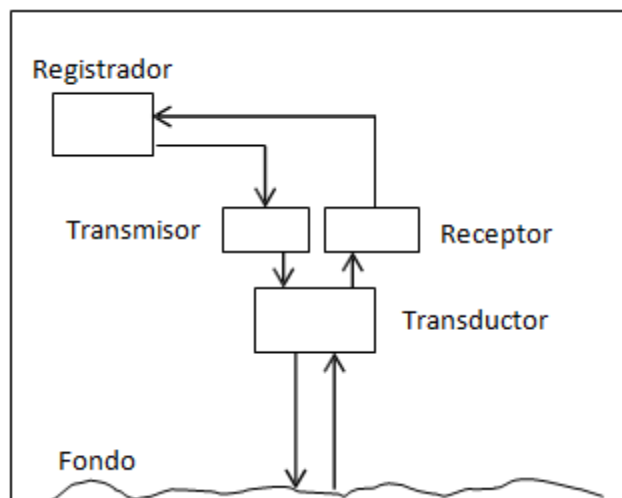 Registrador
Transmisor
Receptor
Transductor
Fondo